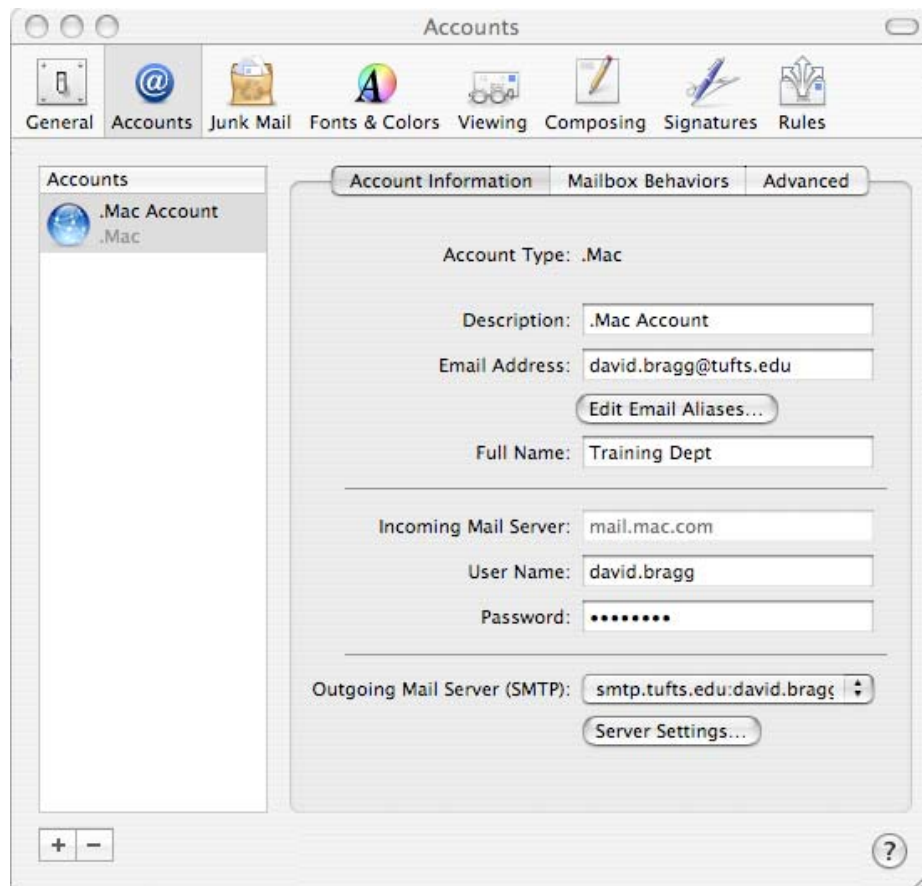 Accounts
General Accounts Junk Mail Fonts & Colors Viewing Composing Signatures Rules
Accounts
.Mac Account
.Mac
Account Information Mailbox Behaviors Advanced
Account Type: .Mac
Description: .Mac Account
Email Address: david.bragg@tufts.edu
Edit Email Aliases...
Full Name: Training Dept
Incoming Mail Server: mail.mac.com
User Name: david.bragg
Password: ••••••••
Outgoing Mail Server (SMTP): smtp.tufts.edu:david.bragg
Server Settings...
+ − ?